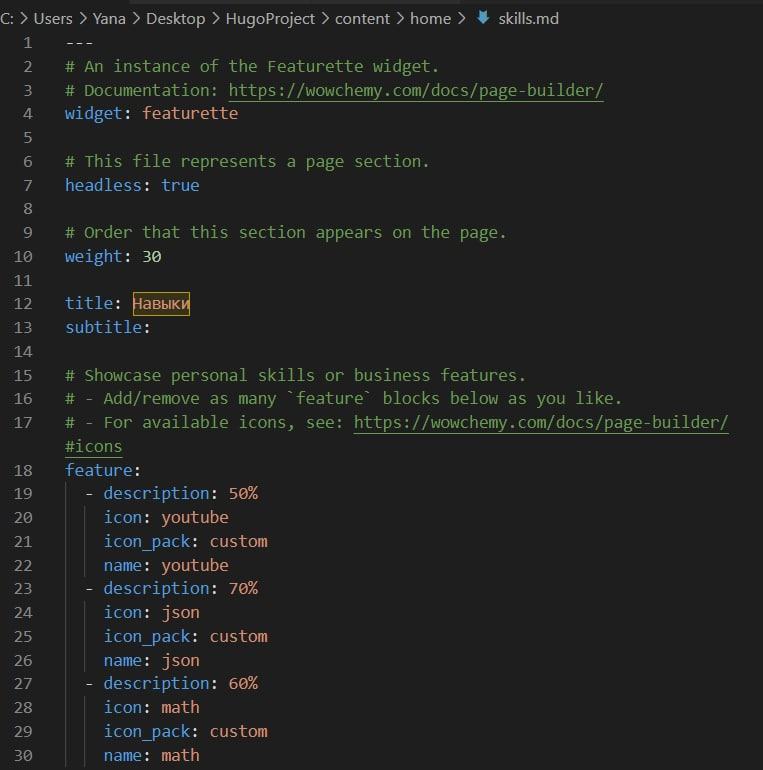 C: > Users > Yana > Desktop > HugoProject > content > home > skills.md
1 ---
2 # An instance of the Featurette widget.
3 # Documentation: https://wowchemy.com/docs/page-builder/
4 widget: featurette
5
6 # This file represents a page section.
7 headless: true
8
9 # Order that this section appears on the page.
10 weight: 30
11
12 title: Навыки
13 subtitle:
14
15 # Showcase personal skills or business features.
16 # - Add/remove as many `feature` blocks below as you like.
17 # - For available icons, see: https://wowchemy.com/docs/page-builder/
#icons
18 feature:
19 - description: 50%
20 icon: youtube
21 icon_pack: custom
22 name: youtube
23 - description: 70%
24 icon: json
25 icon_pack: custom
26 name: json
27 - description: 60%
28 icon: math
29 icon_pack: custom
30 name: math